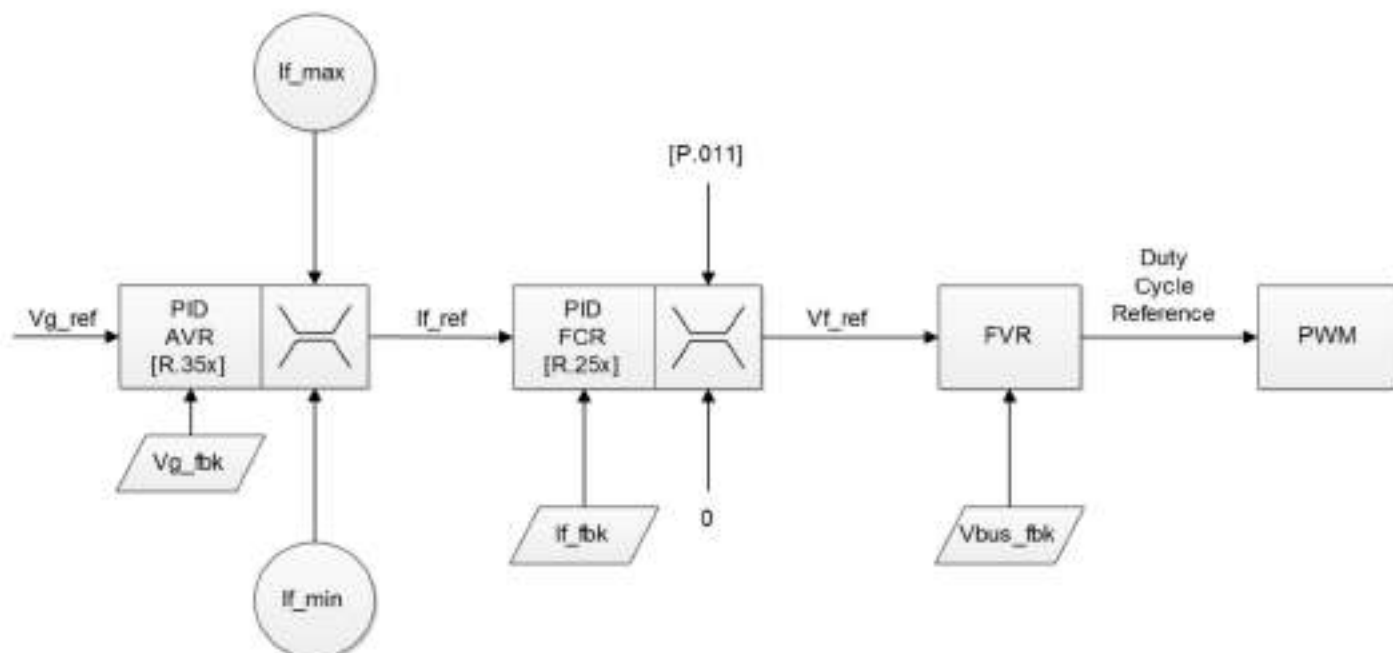 If_max
[P.011]
Duty
Cycle
Reference
Vg_ref
PID
AVR
[R.35x]
If_ref
PID
FCR
[R.25x]
Vf_ref
FVR
PWM
Vg_fbk
If_fbk
0
Vbus_fbk
If_min